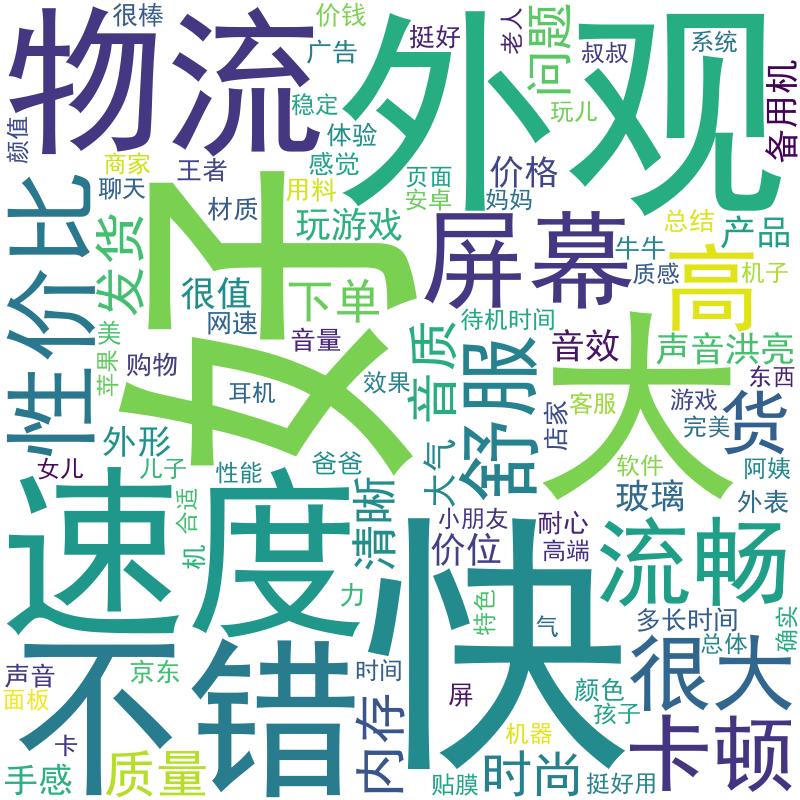 很棒
价钱
挺好
老人
问题
叔叔
系统
备用机
物流
广告
外观
颜值
稳定
玩儿
商家
王者
体验
感觉
页面
价格
聊天
用料
安卓
妈妈
总结
产品
性价比
发货
材质
好
玩游戏
屏幕
牛牛
质感
高
机子
很值
下单
网速
音量
待机时间
苹果
美
购物
音质
舒服
音效
声音洪亮
大
东西
耳机
效果
客服
游戏
店家
完美
货
外形
大气
女儿
儿子
性能
爸爸
软件
阿姨
玻璃
外表
速度
合适
清晰
小朋友
耐心
价位
高端
流畅
机
快
力
特色
气
多长时间
确实
总体
不错
很大
声音
京东
时间
颜色
孩子
面板
屏
内存
机器
卡顿
卡
手感
质量
贴膜
时尚
挺好用